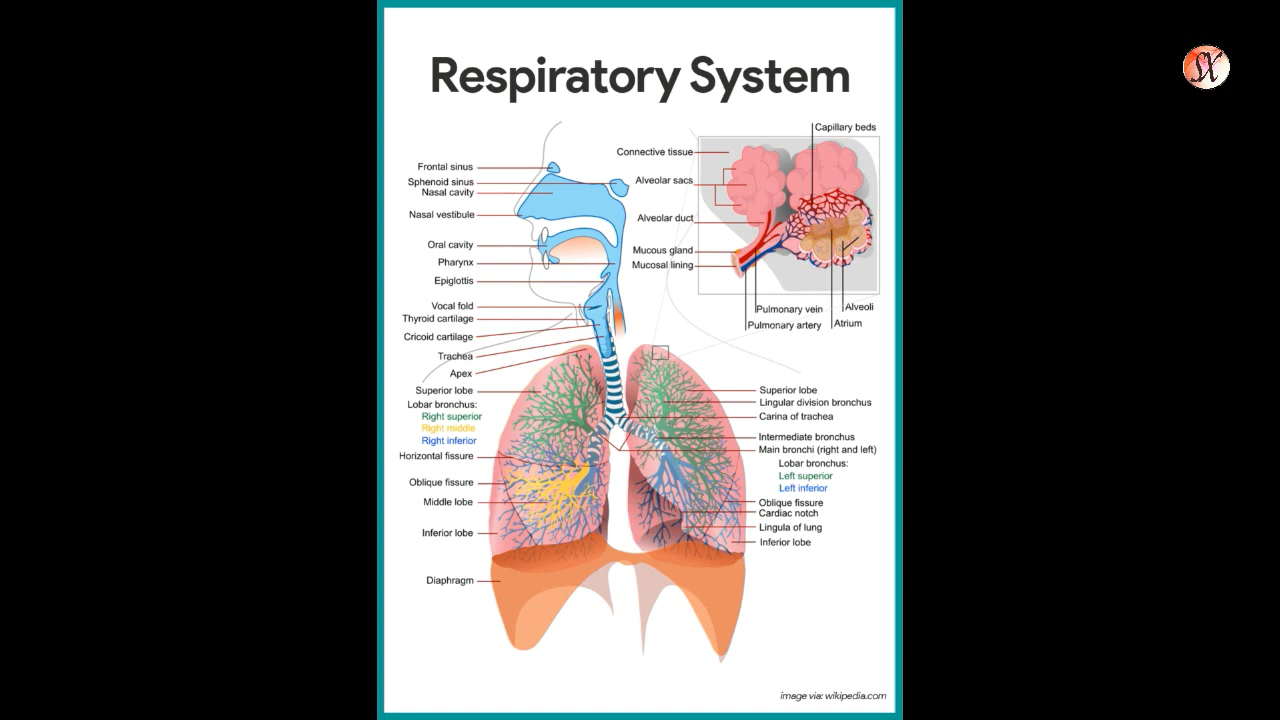 Respiratory System
SX
Capillary beds
Connective tissue
Alveolar sacs
Alveolar duct
Mucous gland
Mucosal lining
Pulmonary vein
Alveoli
Pulmonary artery
Atrium
Frontal sinus
Sphenoid sinus
Nasal cavity
Nasal vestibule
Oral cavity
Pharynx
Epiglottis
Vocal fold
Thyroid cartilage
Cricoid cartilage
Trachea
Apex
Superior lobe
Lobar bronchus:
Right superior
Right middle
Right inferior
Horizontal fissure
Oblique fissure
Middle lobe
Inferior lobe
Diaphragm
Superior lobe
Lingular division bronchus
Carina of trachea
Intermediate bronchus
Main bronchi (right and left)
Lobar bronchus:
Left superior
Left inferior
Oblique fissure
Cardiac notch
Lingula of lung
Inferior lobe
image via: wikipedia.com